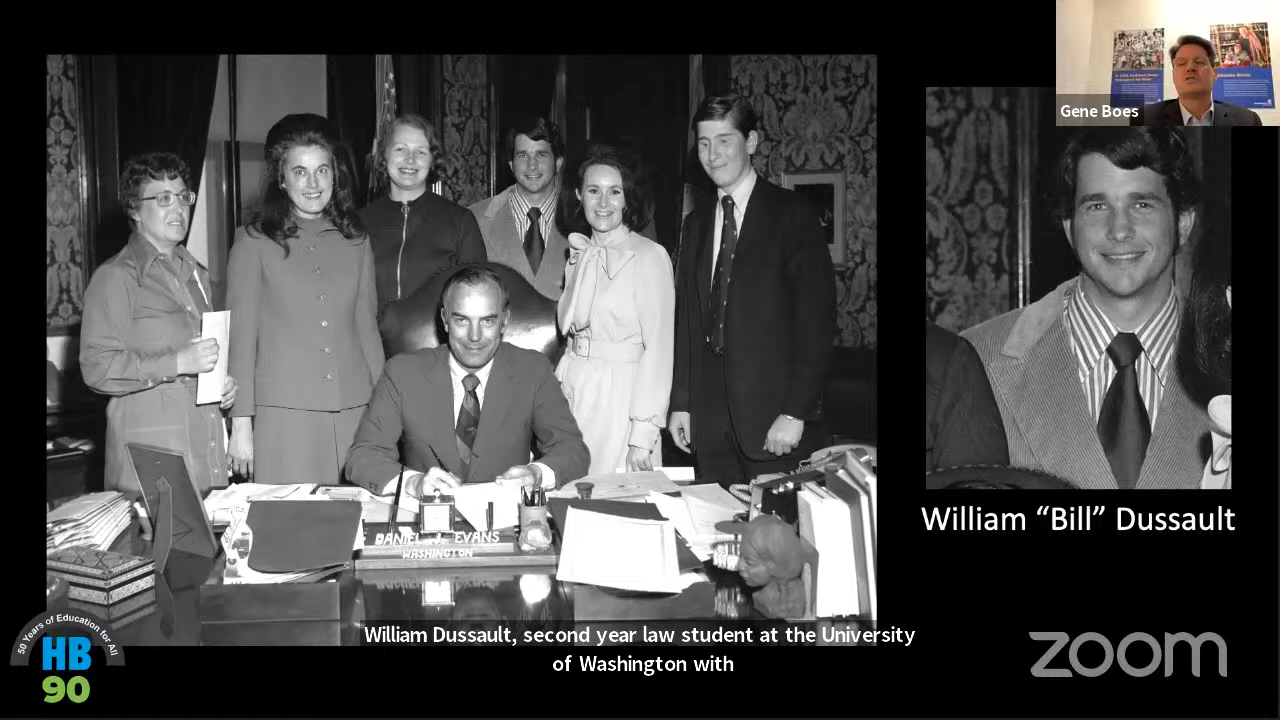 Gene Boes
DANIEL J. EVANS
WASHINGTON
William “Bill” Dussault
50 Years of Education for All
HB
90
William Dussault, second year law student at the University
of Washington with
zoom